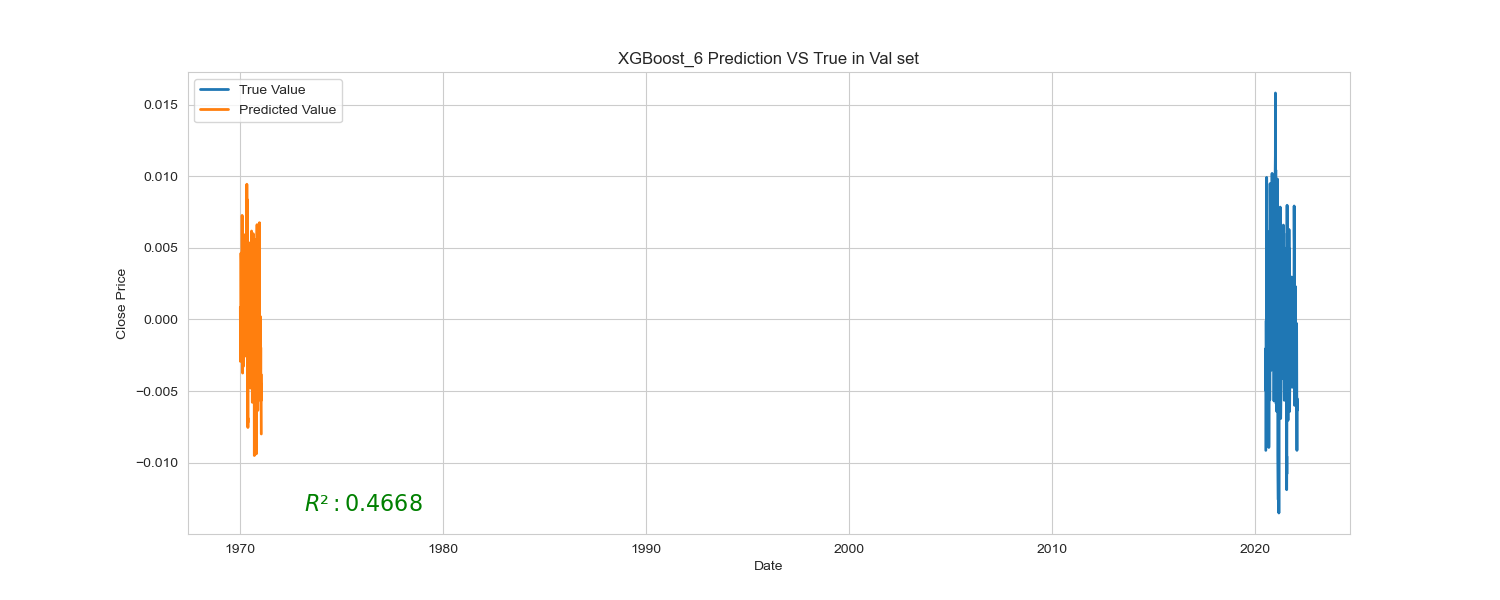 XGBoost_6 Prediction VS True in Val set
True Value
Predicted Value
0.015
0.010
0.005
0.000
−0.005
−0.010
Close Price
R² : 0.4668
1970 1980 1990 2000 2010 2020
Date